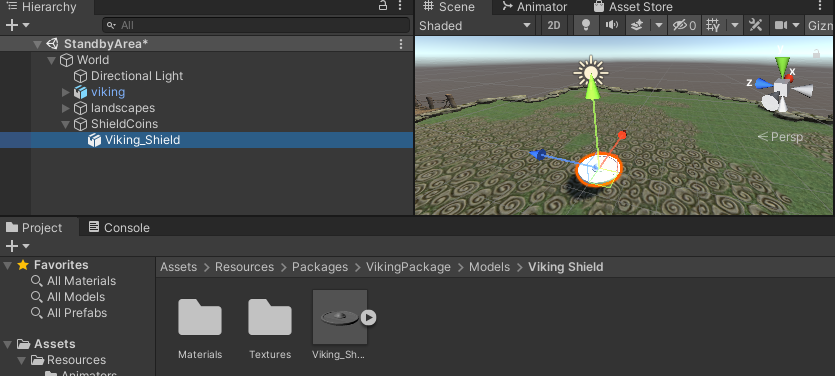 Hierarchy
All
StandbyArea*
World
Directional Light
viking
landscapes
ShieldCoins
Viking_Shield
Scene
Animator
Asset Store
Shaded
2D
0
Gizm
x
z
Persp
Project
Console
Favorites
All Materials
All Models
All Prefabs
Assets
Resources
Animators
Assets > Resources > Packages > VikingPackage > Models > Viking Shield
Materials
Textures
Viking_Sh...